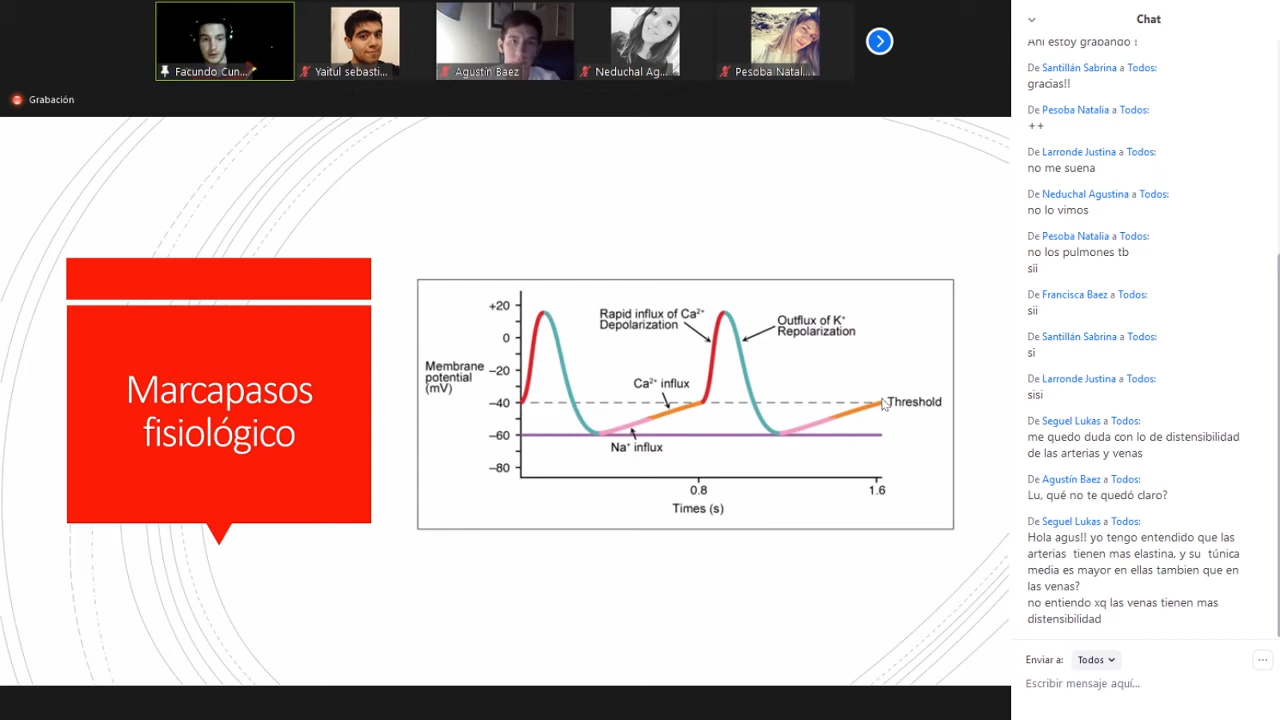 Facundo Cun...
Yaitul sebasti...
Agustín Baez
Neduchal Ag...
Pesoba Natal...
Grabación
Marcapasos
fisiológico
+20
0
–20
–40
–60
–80
Membrane
potential
(mV)
Rapid influx of Ca²⁺
Depolarization
Outflux of K⁺
Repolarization
Ca²⁺ influx
Threshold
Na⁺ influx
0.8
1.6
Times (s)
Chat
Ahí estoy grabando !
De Santillán Sabrina a Todos:
gracias!!
De Pesoba Natalia a Todos:
++
De Larronde Justina a Todos:
no me suena
De Neduchal Agustina a Todos:
no lo vimos
De Pesoba Natalia a Todos:
no los pulmones tb
sii
De Francisca Baez a Todos:
sii
De Santillán Sabrina a Todos:
si
De Larronde Justina a Todos:
sisi
De Seguel Lukas a Todos:
me quedo duda con lo de distensibilidad
de las arterias y venas
De Agustín Baez a Todos:
Lu, qué no te quedó claro?
De Seguel Lukas a Todos:
Hola agus!! yo tengo entendido que las
arterias tienen mas elastina, y su túnica
media es mayor en ellas tambien que en
las venas?
no entiendo xq las venas tienen mas
distensibilidad
Enviar a: Todos
Escribir mensaje aquí...